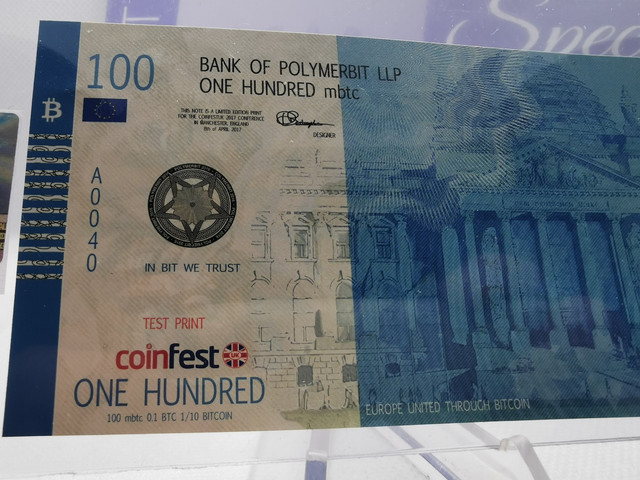 Spec
100
BANK OF POLYMERBIT LLP
ONE HUNDRED mbtc
THIS NOTE IS A LIMITED EDITION PRINT
FOR THE COINFESTUK 2017 CONFERENCE
IN MANCHESTER, ENGLAND
8th of APRIL 2017
DESIGNER
A0040
IN BIT WE TRUST
TEST PRINT
coinfest UK
ONE HUNDRED
100 mbtc 0.1 BTC 1/10 BITCOIN
EUROPE UNITED THROUGH BITCOIN